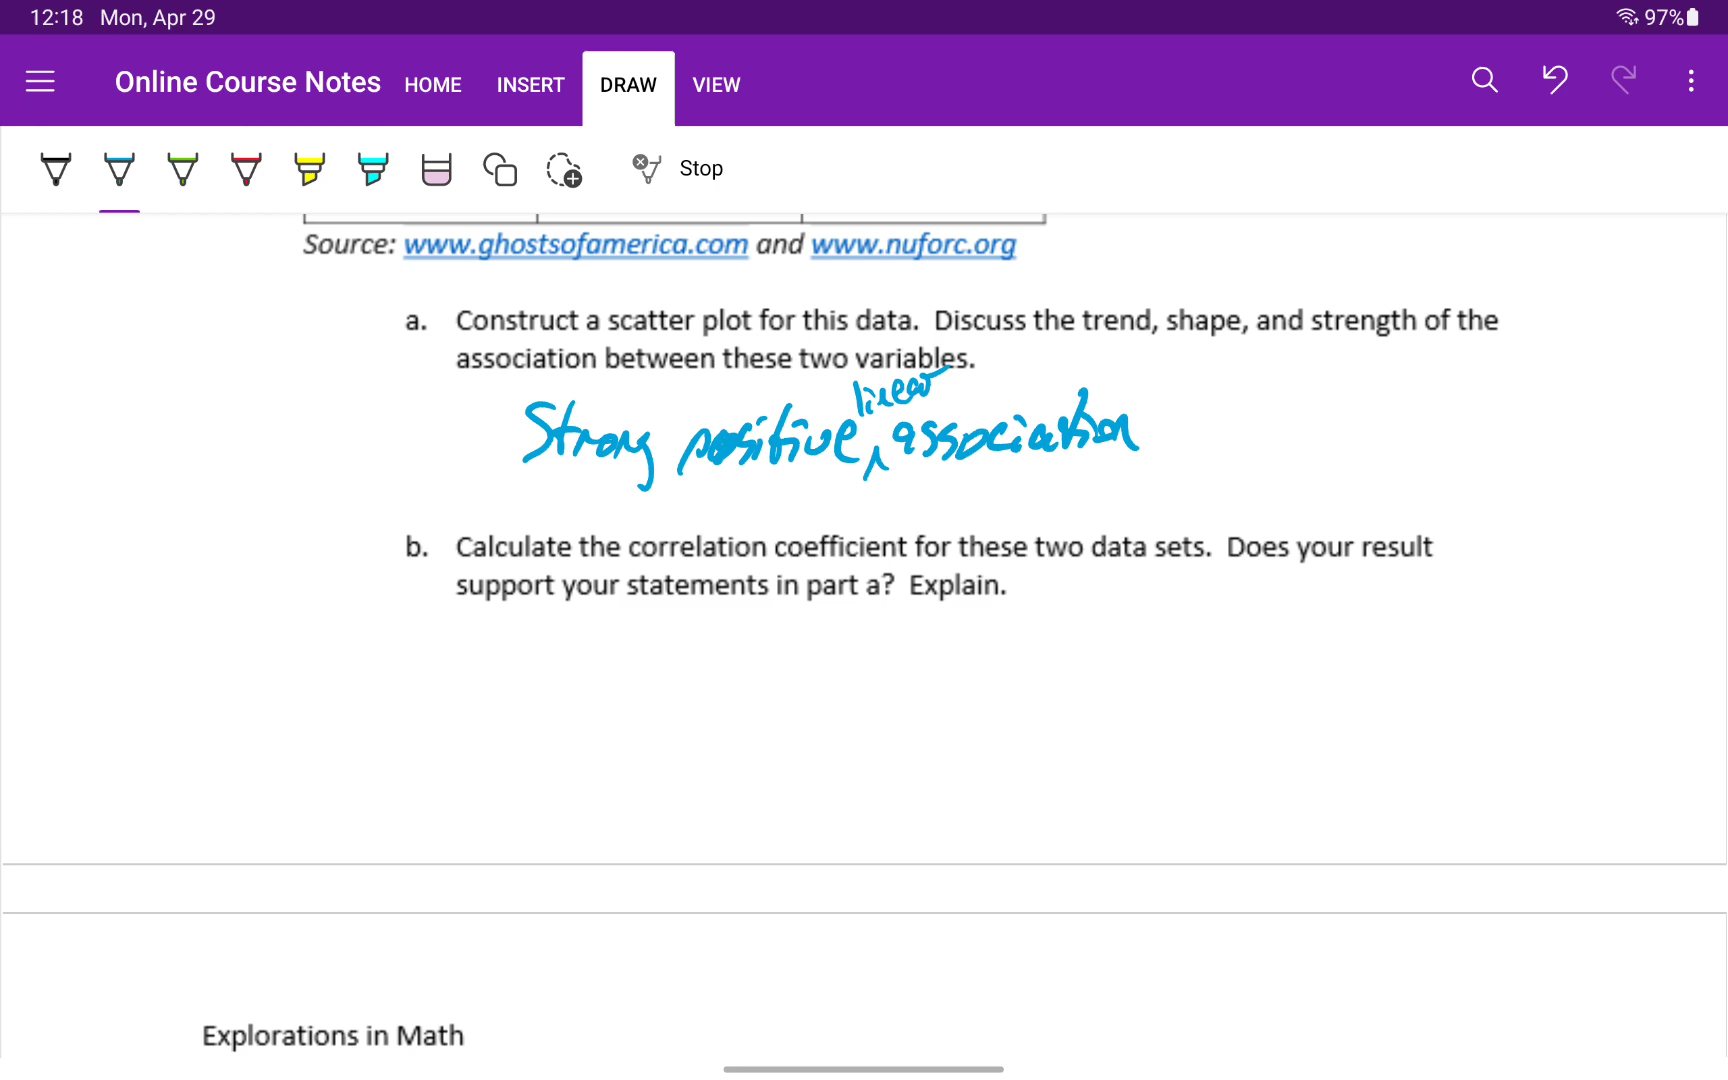 12:18 Mon, Apr 29 97%
Online Course Notes HOME INSERT DRAW VIEW
Stop
Source: www.ghostsofamerica.com and www.nuforc.org
a. Construct a scatter plot for this data. Discuss the trend, shape, and strength of the
association between these two variables.
linear
Strong positive, association
b. Calculate the correlation coefficient for these two data sets. Does your result
support your statements in part a? Explain.
Explorations in Math